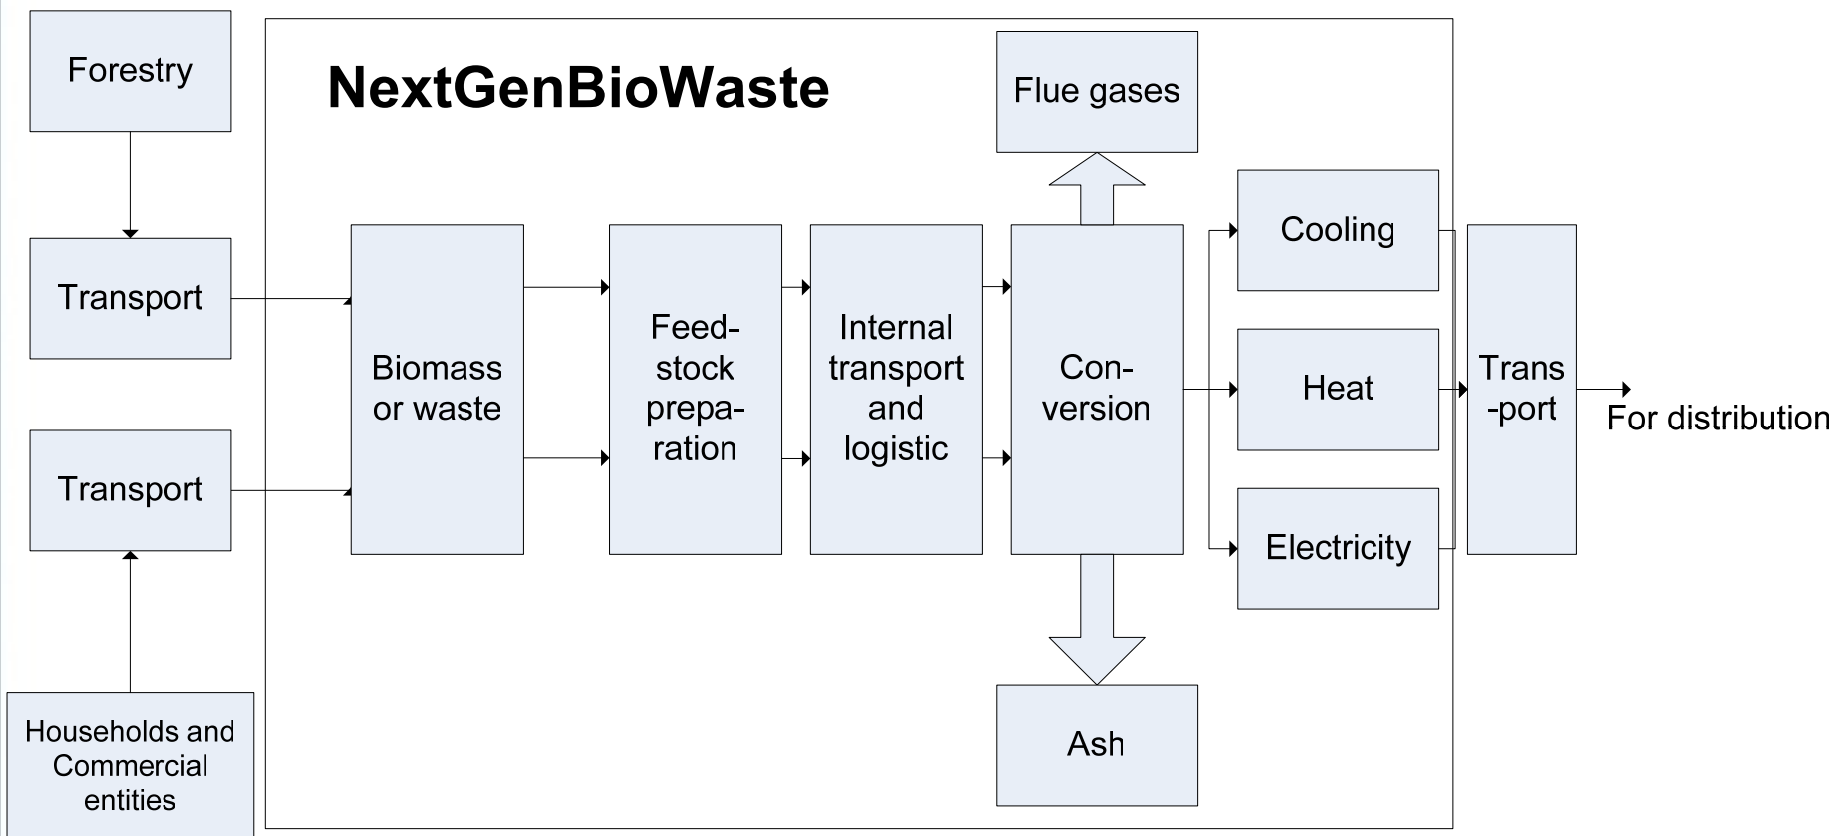 Forestry
NextGenBioWaste
Flue gases
Transport
Cooling
Biomass
or waste
Feed-
stock
prepa-
ration
Internal
transport
and
logistic
Con-
version
Heat
Trans
-port
For distribution
Transport
Electricity
Households and
Commercial
entities
Ash